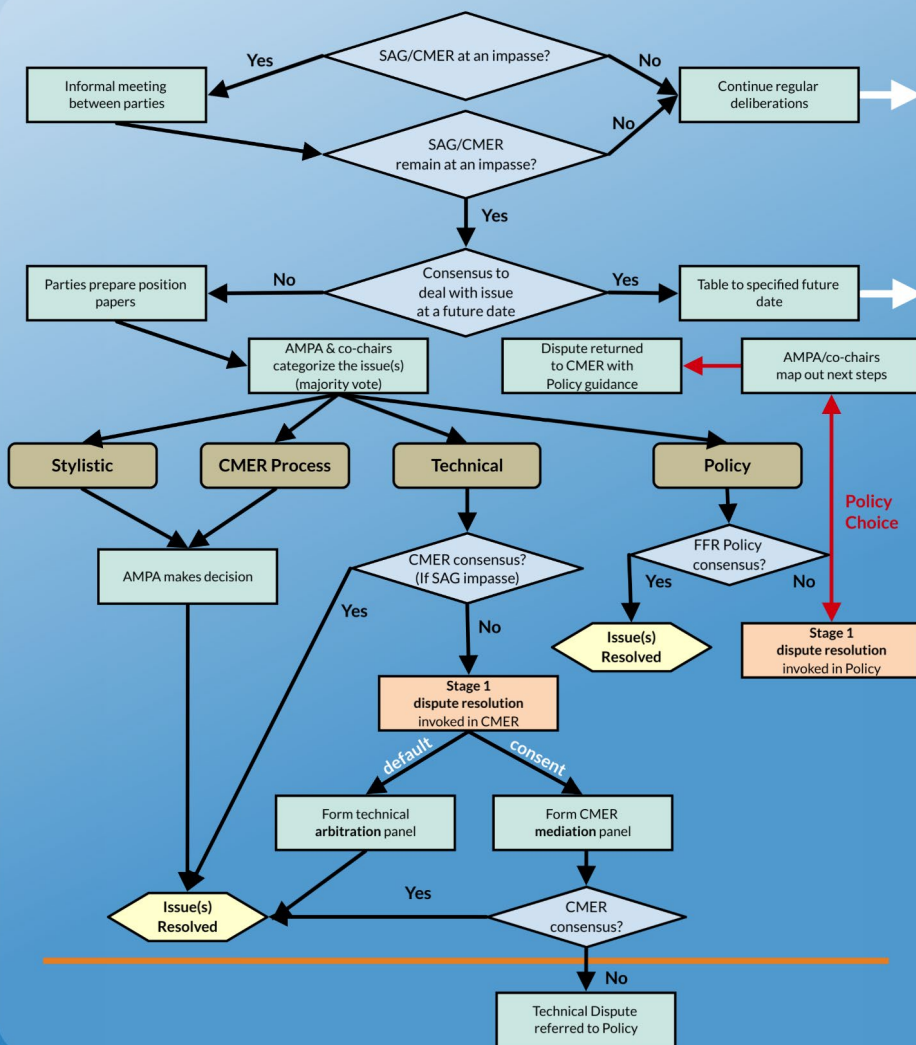 SAG/CMER at an impasse?
Yes
No
Informal meeting
between parties
Continue regular
deliberations
No
SAG/CMER
remain at an impasse?
Yes
Parties prepare position
papers
No
Consensus to
deal with issue
at a future date
Yes
Table to specified future
date
AMPA & co-chairs
categorize the issue(s)
(majority vote)
Dispute returned
to CMER with
Policy guidance
AMPA/co-chairs
map out next steps
Stylistic
CMER Process
Technical
Policy
Policy
Choice
AMPA makes decision
CMER consensus?
(If SAG impasse)
FFR Policy
consensus?
Yes
No
Yes
No
Issue(s)
Resolved
Stage 1
dispute resolution
invoked in Policy
Stage 1
dispute resolution
invoked in CMER
default
consent
Form technical
arbitration panel
Form CMER
mediation panel
Issue(s)
Resolved
Yes
CMER
consensus?
No
Technical Dispute
referred to Policy